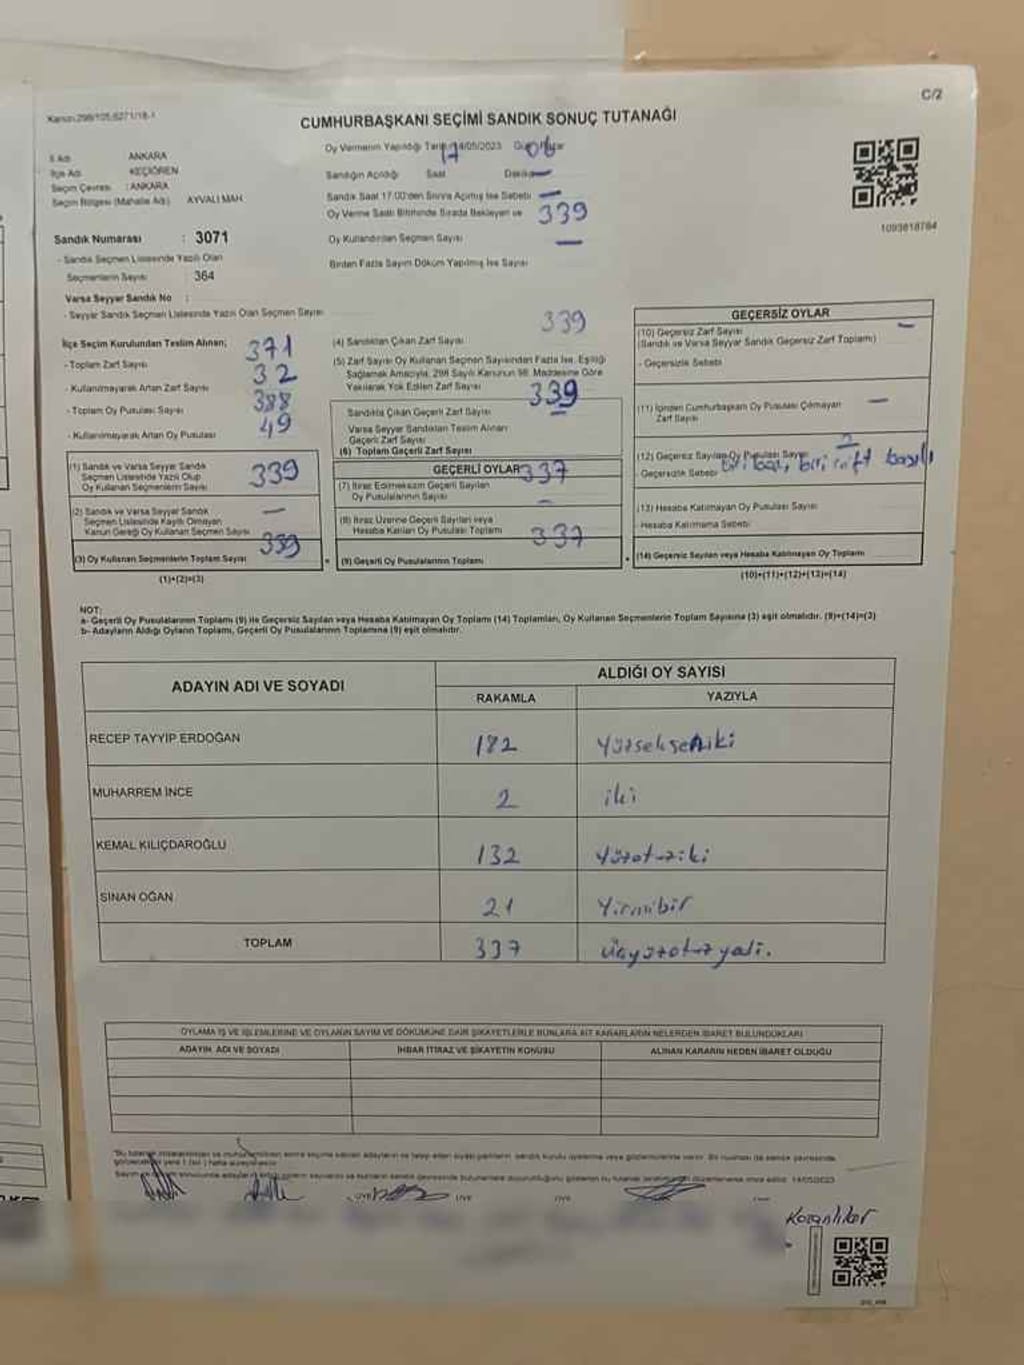 C/2
Kanun 298/105,6271/18-1
CUMHURBAŞKANI SEÇİMİ SANDIK SONUÇ TUTANAĞI
İl Adı ANKARA
İlçe Adı KEÇİÖREN
Seçim Çevresi : ANKARA
Seçim Bölgesi (Mahalle Adı) AYVALI MAH.
Sandık Numarası : 3071
- Sandık Seçmen Listesinde Yazılı Olan
Seçmenlerin Sayısı 364
Varsa Seyyar Sandık No :
- Seyyar Sandık Seçmen Listesinde Yazılı Olan Seçmen Sayısı
Oy Vermenin Yapıldığı 14/05/2023
17 06
Sandığın Açıldığı Saat Dakika
Sandık Saat 17.00'den Sonra Açılmış İse Sebebi
Oy Verme Saati Bitiminde Sırada Bekleyen ve 339
Oy Kullandırılan Seçmen Sayısı
Birden Fazla Sayım Döküm Yapılmış İse Sayısı
1093618764
İlçe Seçim Kurulundan Teslim Alınan;
- Toplam Zarf Sayısı 371
- Kullanılmayarak Artan Zarf Sayısı 32
- Toplam Oy Pusulası Sayısı 388
- Kullanılmayarak Artan Oy Pusulası 49
(1) Sandık ve Varsa Seyyar Sandık
Seçmen Listesinde Yazılı Olup
Oy Kullanan Seçmenlerin Sayısı 339
(2) Sandık ve Varsa Seyyar Sandık
Seçmen Listesinde Kayıtlı Olmayan
Kanun Gereği Oy Kullanan Seçmen Sayısı
(3) Oy Kullanan Seçmenlerin Toplam Sayısı 339
(1)+(2)=(3)
339
(4) Sandıktan Çıkan Zarf Sayısı
(5) Zarf Sayısı Oy Kullanan Seçmen Sayısından Fazla İse, Eşitliği
Sağlamak Amacıyla, 298 Sayılı Kanunun 98. Maddesine Göre
Yakılarak Yok Edilen Zarf Sayısı
339
Sandıkta Çıkan Geçerli Zarf Sayısı
Varsa Seyyar Sandıktan Teslim Alınan
Geçerli Zarf Sayısı
(6) Toplam Geçerli Zarf Sayısı
GEÇERLİ OYLAR 337
(7) İtiraz Edilmeksizin Geçerli Sayılan
Oy Pusulalarının Sayısı
(8) İtiraz Üzerine Geçerli Sayılan veya
Hesaba Katılan Oy Pusulası Toplamı
337
(9) Geçerli Oy Pusulalarının Toplamı
GEÇERSİZ OYLAR
(10) Geçersiz Zarf Sayısı
(Sandık ve Varsa Seyyar Sandık Geçersiz Zarf Toplamı)
- Geçersizlik Sebebi
(11) İçinden Cumhurbaşkanı Oy Pusulası Çıkmayan
Zarf Sayısı
2
(12) Geçersiz Sayılan Oy Pusulası Sayısı
- Geçersizlik Sebebi biri boş, biri çift basılı
(13) Hesaba Katılmayan Oy Pusulası Sayısı
- Hesaba Katılmama Sebebi
(14) Geçersiz Sayılan veya Hesaba Katılmayan Oy Toplamı
(10)+(11)+(12)+(13)=(14)
NOT:
a- Geçerli Oy Pusulalarının Toplamı (9) ile Geçersiz Sayılan veya Hesaba Katılmayan Oy Toplamı (14) Toplamları, Oy Kullanan Seçmenlerin Toplam Sayısına (3) eşit olmalıdır. (9)+(14)=(3)
b- Adayların Aldığı Oyların Toplamı, Geçerli Oy Pusulalarının Toplamına (9) eşit olmalıdır.
ADAYIN ADI VE SOYADI ALDIĞI OY SAYISI
RAKAMLA YAZIYLA
RECEP TAYYIP ERDOĞAN 182 Yüzsekseniki
MUHARREM İNCE 2 iki
KEMAL KILIÇDAROĞLU 132 Yüzotuziki
SİNAN OĞAN 21 Yirmibir
TOPLAM 337 üçyüzotuzyedi.
OYLAMA İŞ VE İŞLEMLERİNE VE OYLARIN SAYIM VE DÖKÜMÜNE DAİR ŞİKAYETLERLE BUNLARA AİT KARARLARIN NELERDEN İBARET BULUNDUKLARI
ADAYIN ADI VE SOYADI İHBAR İTİRAZ VE ŞİKAYETİN KONUSU ALINAN KARARIN NEDEN İBARET OLDUĞU
14/05/2023
ÜYE ÜYE ÜYE